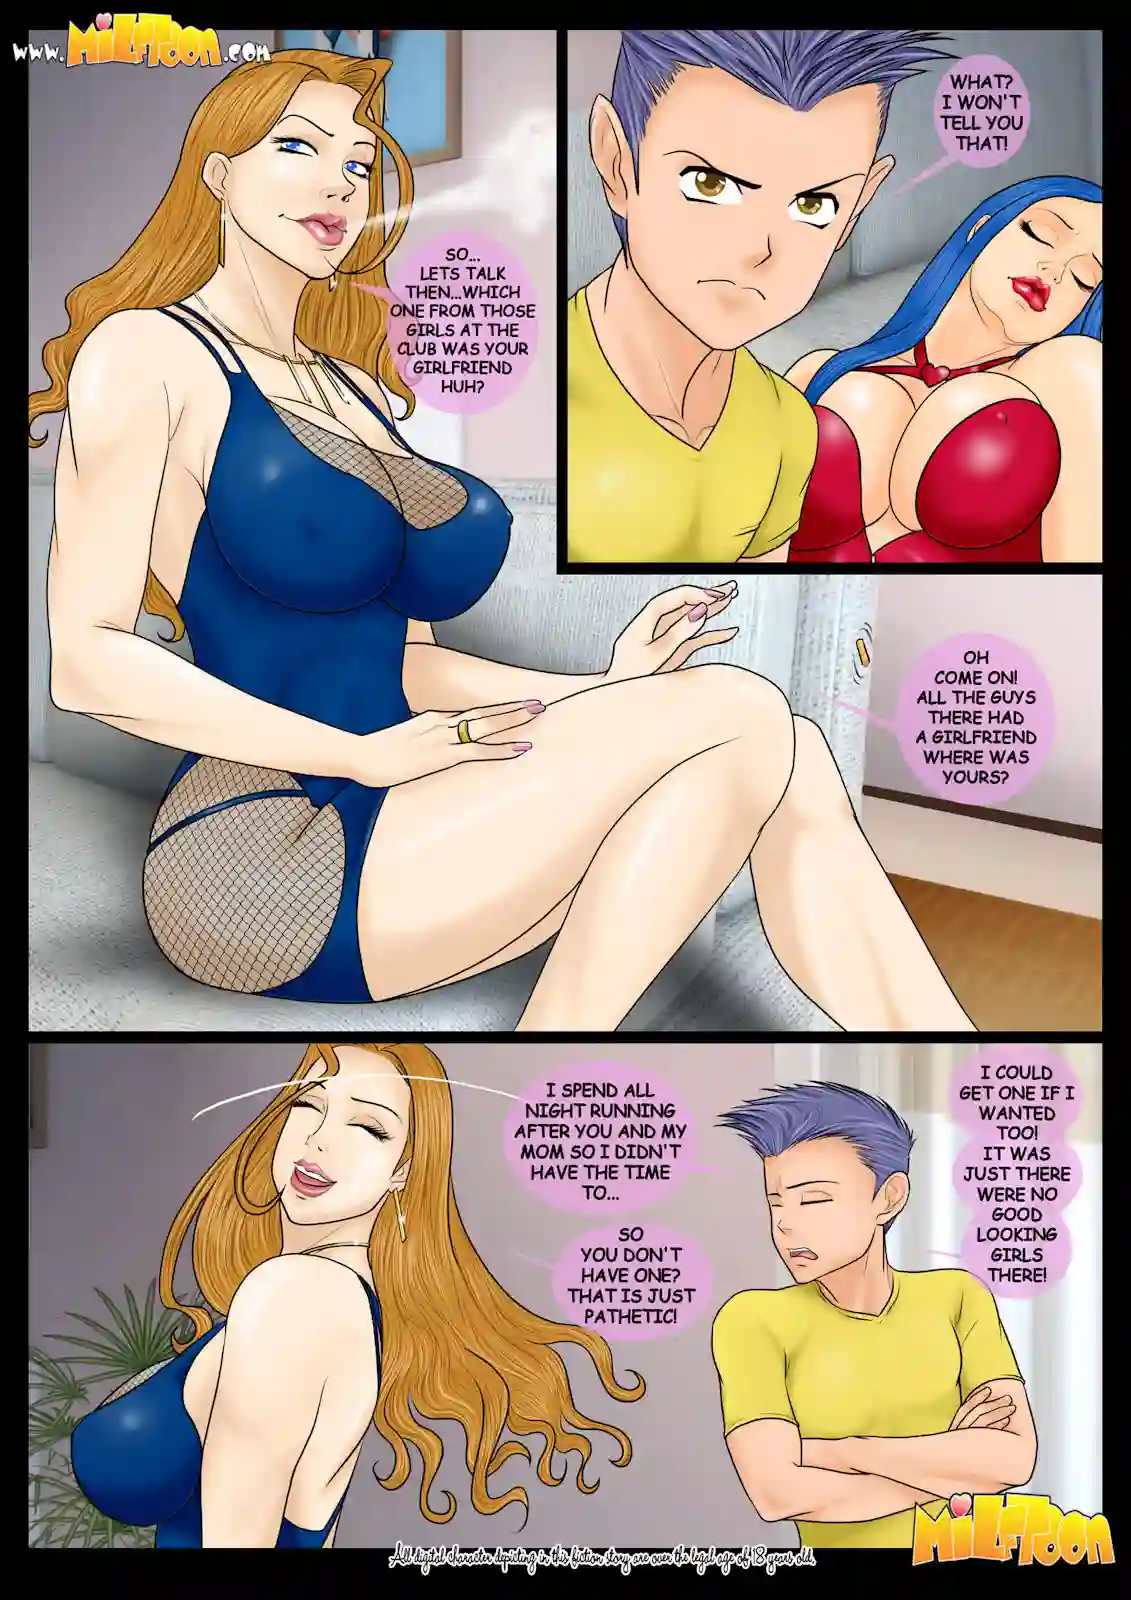 www.MILFToon.com
SO...
LETS TALK
THEN...WHICH
ONE FROM THOSE
GIRLS AT THE
CLUB WAS YOUR
GIRLFRIEND
HUH?
WHAT?
I WON'T
TELL YOU
THAT!
OH
COME ON!
ALL THE GUYS
THERE HAD
A GIRLFRIEND
WHERE WAS
YOURS?
I SPEND ALL
NIGHT RUNNING
AFTER YOU AND MY
MOM SO I DIDN'T
HAVE THE TIME
TO...
SO
YOU DON'T
HAVE ONE?
THAT IS JUST
PATHETIC!
I COULD
GET ONE IF I
WANTED
TOO!
IT WAS
JUST THERE
WERE NO
GOOD
LOOKING
GIRLS
THERE!
MILFToon
All digital character depicting in this fiction story are over the legal age of 18 years old.